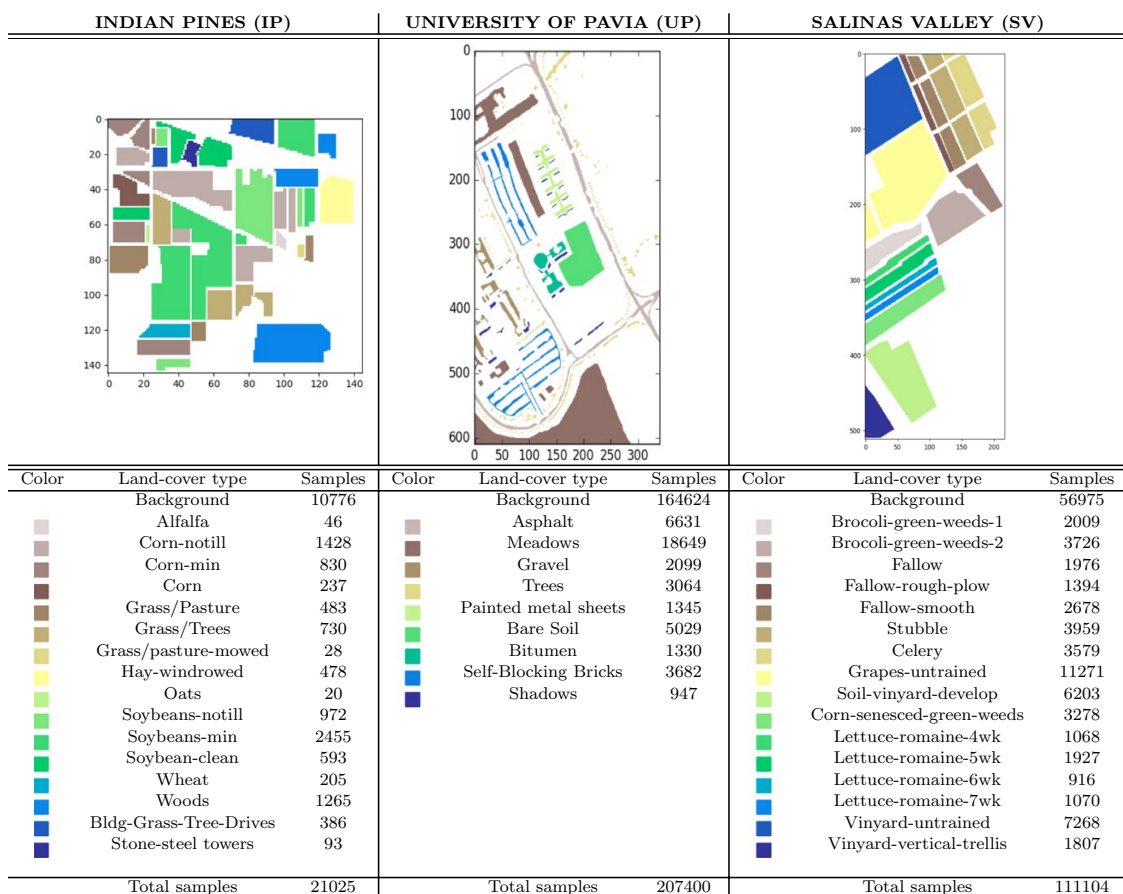 INDIAN PINES (IP) UNIVERSITY OF PAVIA (UP) SALINAS VALLEY (SV)
0
20
40
60
80
100
120
140
0 20 40 60 80 100 120 140
0
100
200
300
400
500
600
0 50 100 150 200 250 300
0
100
200
300
400
500
0 50 100 150 200
Color Land-cover type Samples Color Land-cover type Samples Color Land-cover type Samples
Background 10776 Background 164624 Background 56975
Alfalfa 46 Asphalt 6631 Brocoli-green-weeds-1 2009
Corn-notill 1428 Meadows 18649 Brocoli-green-weeds-2 3726
Corn-min 830 Gravel 2099 Fallow 1976
Corn 237 Trees 3064 Fallow-rough-plow 1394
Grass/Pasture 483 Painted metal sheets 1345 Fallow-smooth 2678
Grass/Trees 730 Bare Soil 5029 Stubble 3959
Grass/pasture-mowed 28 Bitumen 1330 Celery 3579
Hay-windrowed 478 Self-Blocking Bricks 3682 Grapes-untrained 11271
Oats 20 Shadows 947 Soil-vinyard-develop 6203
Soybeans-notill 972 Corn-senesced-green-weeds 3278
Soybeans-min 2455 Lettuce-romaine-4wk 1068
Soybean-clean 593 Lettuce-romaine-5wk 1927
Wheat 205 Lettuce-romaine-6wk 916
Woods 1265 Lettuce-romaine-7wk 1070
Bldg-Grass-Tree-Drives 386 Vinyard-untrained 7268
Stone-steel towers 93 Vinyard-vertical-trellis 1807
Total samples 21025 Total samples 207400 Total samples 111104